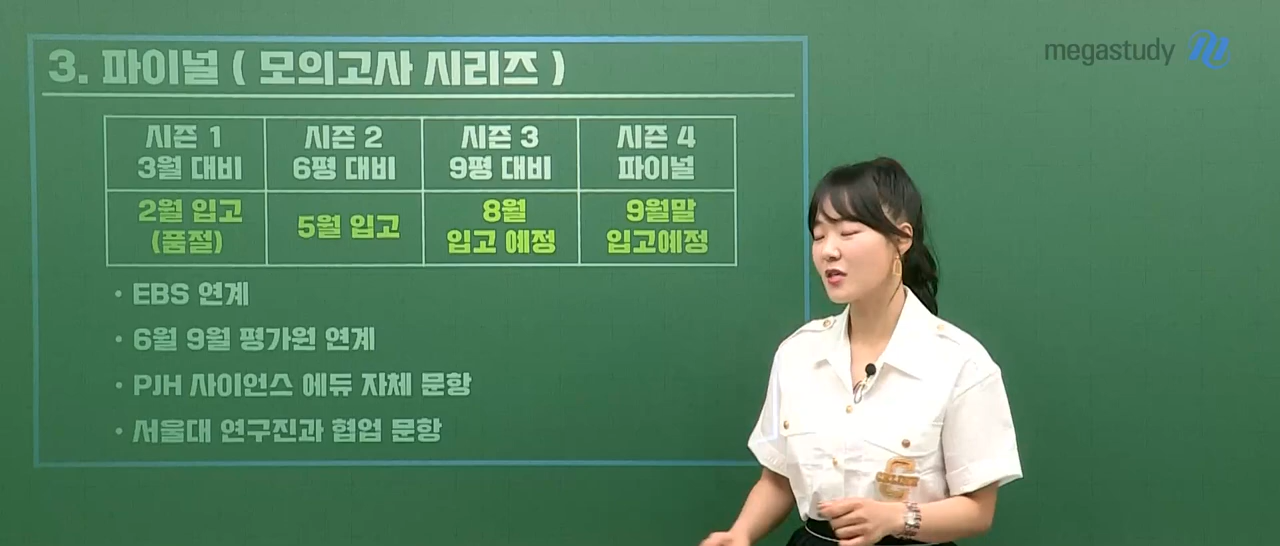 megastudy
3. 파이널 ( 모의고사 시리즈 )
시즌 1
3월 대비
시즌 2
6평 대비
시즌 3
9평 대비
시즌 4
파이널
2월 입고
(품절)
5월 입고
8월
입고 예정
9월말
입고예정
• EBS 연계
• 6월 9월 평가원 연계
• PJH 사이언스 에듀 자체 문항
• 서울대 연구진과 협업 문항